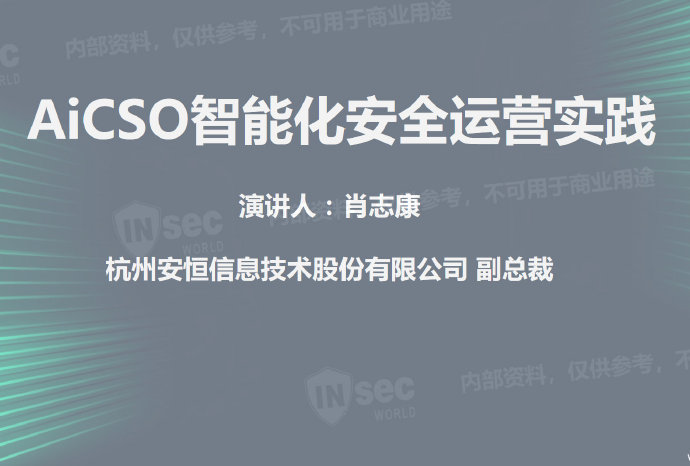 内部资料，仅供参考，不可用于商业用途
sec
WORLD
AiCSO智能化安全运营实践
内部资料，仅供参考，不可用于商业用途
演讲人：肖志康
INsec
WORLD
杭州安恒信息技术股份有限公司 副总裁
内部资料，仅供参考，不
INsec
WORLD